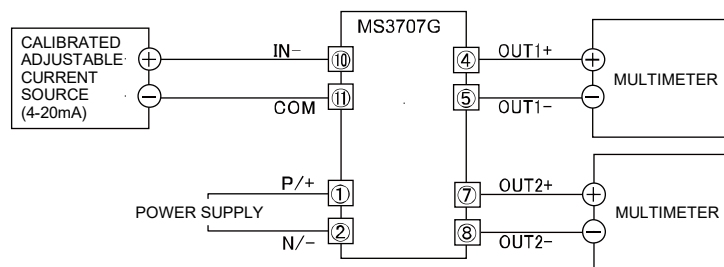 MS3707G
CALIBRATED
ADJUSTABLE
CURRENT
SOURCE
(4-20mA)
+
−
IN−
⑩
COM
⑪
④
OUT1+
+
⑤
OUT1−
−
MULTIMETER
P/+
①
POWER SUPPLY
N/−
②
⑦
OUT2+
+
⑧
OUT2−
−
MULTIMETER